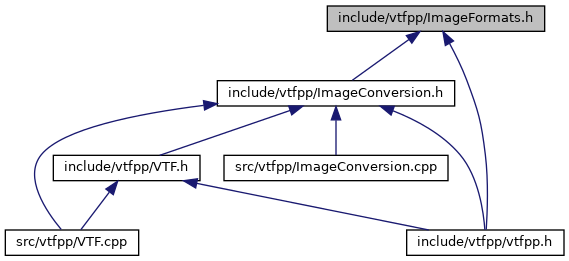 include/vtfpp/ImageFormats.h
include/vtfpp/ImageConversion.h
include/vtfpp/VTF.h
src/vtfpp/ImageConversion.cpp
src/vtfpp/VTF.cpp
include/vtfpp/vtfpp.h